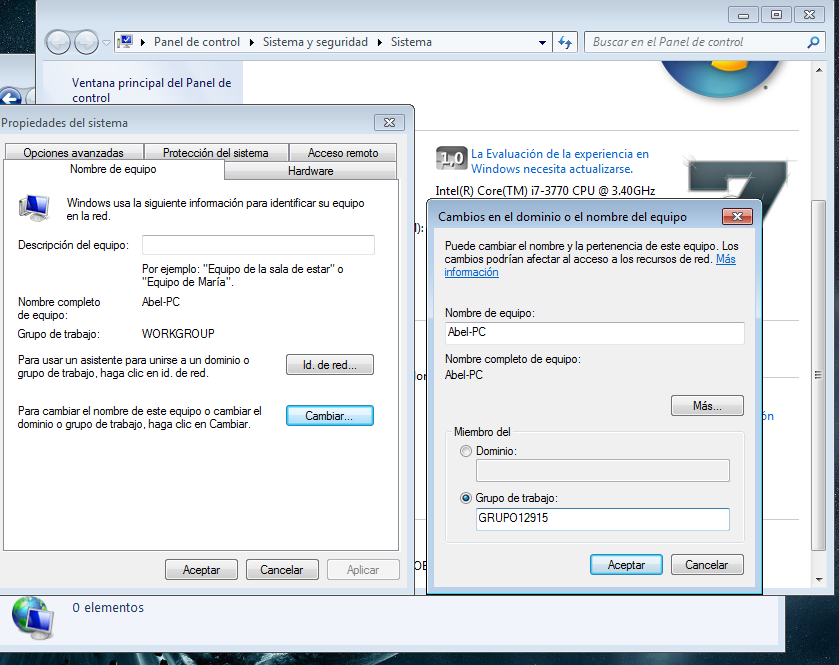 Panel de control
Sistema y seguridad
Sistema
Buscar en el Panel de control
Ventana principal del Panel de
control
Propiedades del sistema
Opciones avanzadas
Protección del sistema
Acceso remoto
Nombre de equipo
Hardware
Windows usa la siguiente información para identificar su equipo
en la red.
Descripción del equipo:
Por ejemplo: "Equipo de la sala de estar" o
"Equipo de María".
Nombre completo
de equipo:
Abel-PC
Grupo de trabajo:
WORKGROUP
Para usar un asistente para unirse a un dominio o
grupo de trabajo, haga clic en id. de red.
Id. de red...
Para cambiar el nombre de este equipo o cambiar el
dominio o grupo de trabajo, haga clic en Cambiar.
Cambiar...
Aceptar
Cancelar
Aplicar
1,0
La Evaluación de la experiencia en
Windows necesita actualizarse.
Intel(R) Core(TM) i7-3770 CPU @ 3.40GHz
7
Cambios en el dominio o el nombre del equipo
Puede cambiar el nombre y la pertenencia de este equipo. Los
cambios podrían afectar al acceso a los recursos de red. Más
información
Nombre de equipo:
Abel-PC
Nombre completo de equipo:
Abel-PC
Más...
Miembro del
Dominio:
Grupo de trabajo:
GRUPO12915
Aceptar
Cancelar
0 elementos